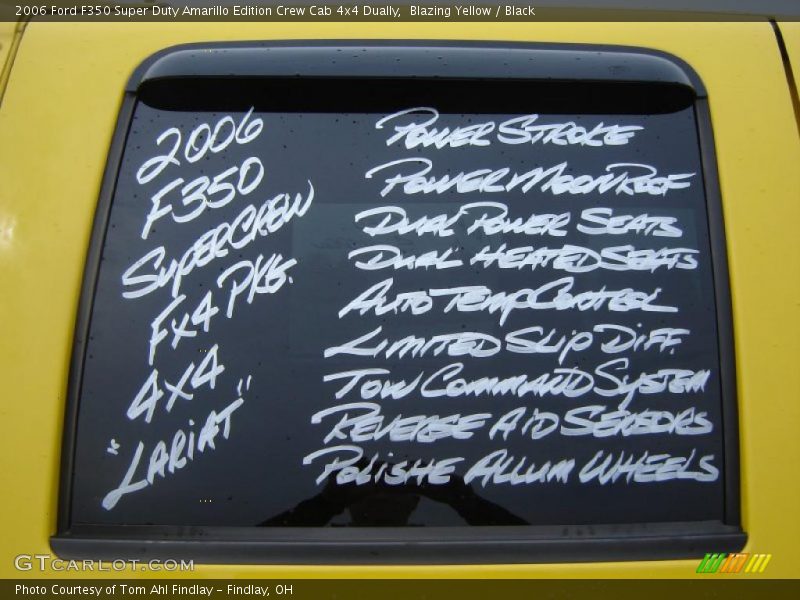 2006 Ford F350 Super Duty Amarillo Edition Crew Cab 4x4 Dually,  Blazing Yellow / Black
2006
F350
SUPERCREW
FX4 PKG.
4X4
"LARIAT"
POWER STROKE
POWER MOONROOF
DUAL POWER SEATS
DUAL HEATED SEATS
AUTO TEMP CONTROL
LIMITED SLIP DIFF.
TOW COMMAND SYSTEM
REVERSE AID SENSORS
POLISHE ALLUM WHEELS
GTCARLOT.COM
Photo Courtesy of Tom Ahl Findlay - Findlay, OH